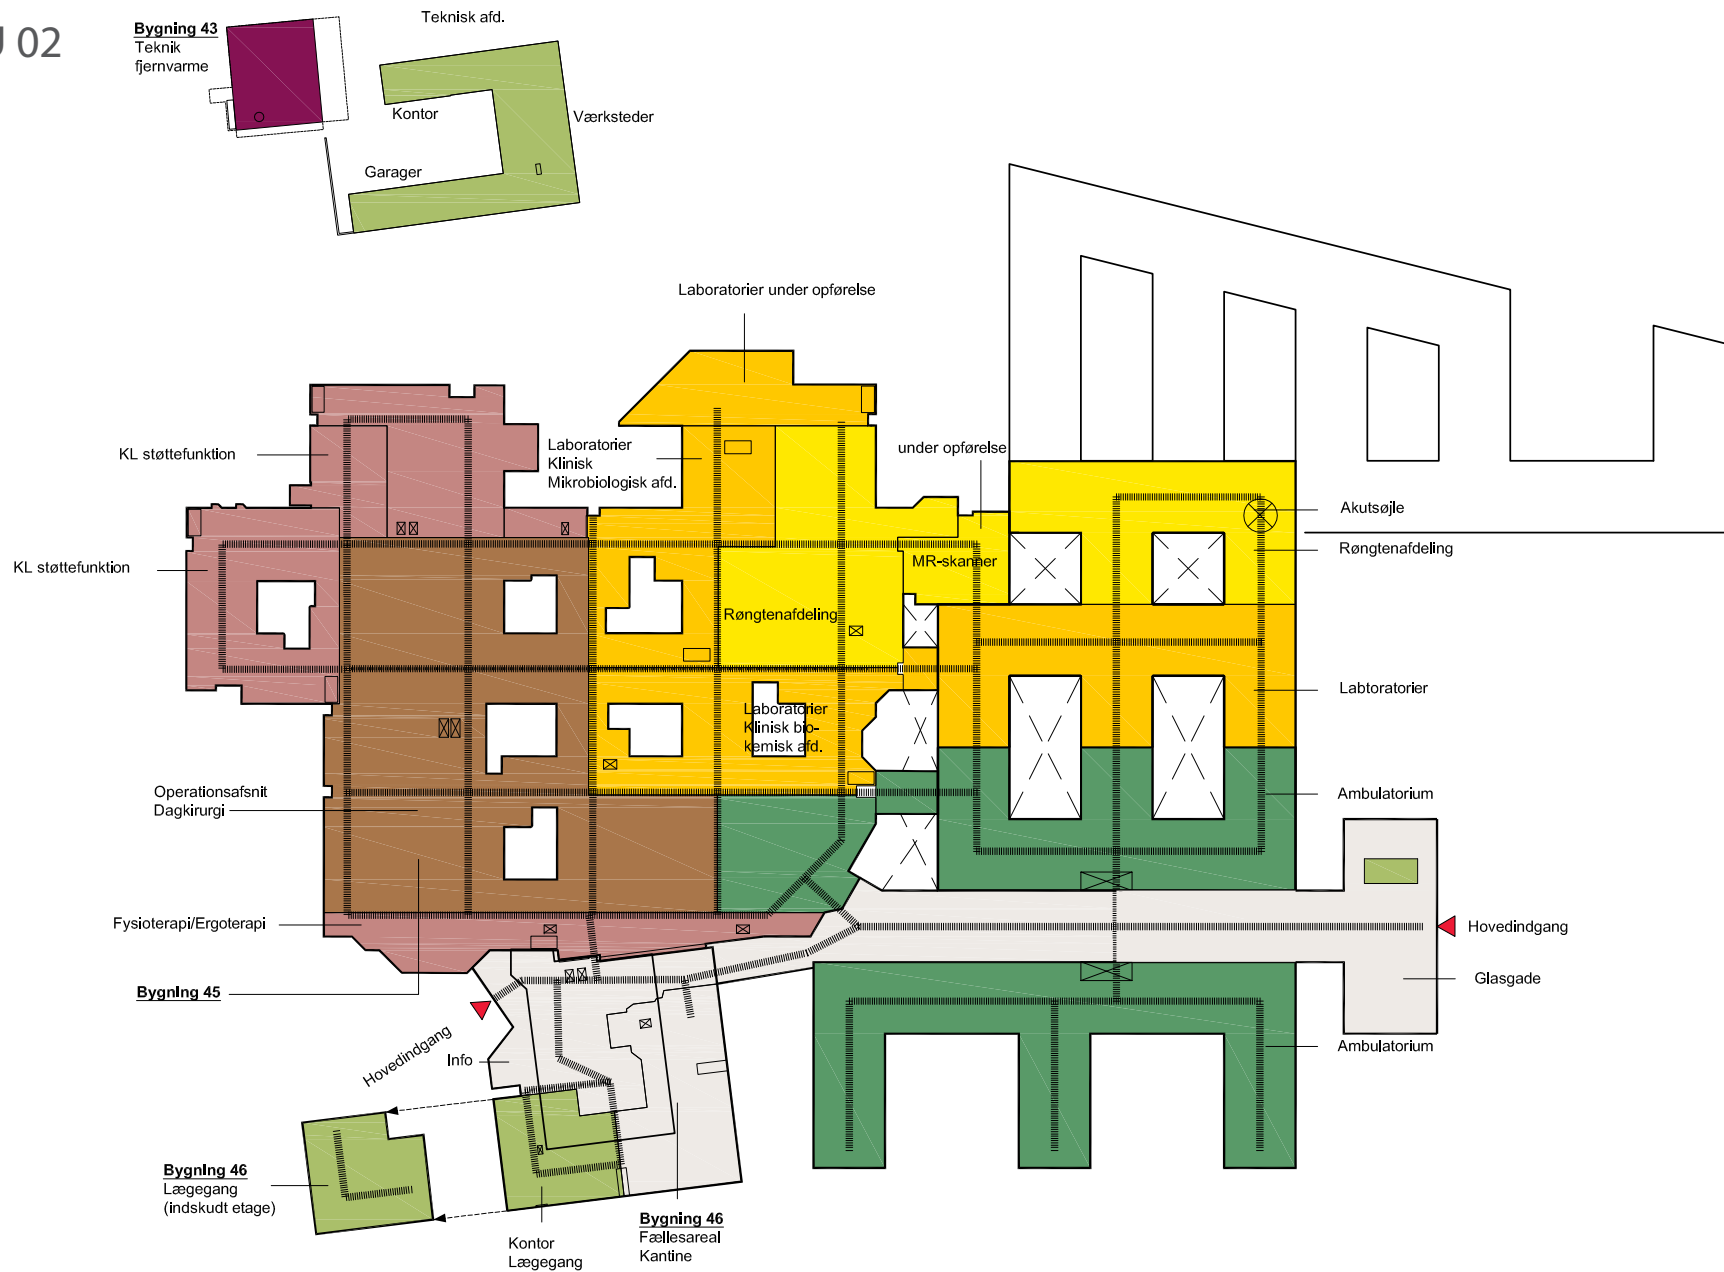 02
Bygning 43
Teknik
fjernvarme
Teknisk afd.
Kontor
Værksteder
Garager
Laboratorier under opførelse
KL støttefunktion
Laboratorier
Klinisk
Mikrobiologisk afd.
under opførelse
Akutsøjle
Røngtenafdeling
KL støttefunktion
MR-skanner
Røngtenafdeling
Labtoratorier
Laboratorier
Klinisk bio-
kemisk afd.
Operationsafsnit
Dagkirurgi
Ambulatorium
Fysioterapi/Ergoterapi
Hovedindgang
Glasgade
Bygning 45
Hovedindgang
Info
Ambulatorium
Bygning 46
Lægegang
(indskudt etage)
Kontor
Lægegang
Bygning 46
Fællesareal
Kantine